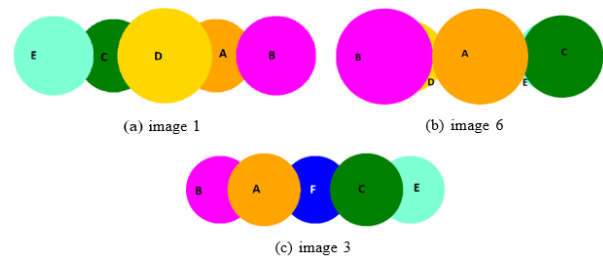 E C D A B
(a) image 1
B D A E C
(b) image 6
B A F C E
(c) image 3